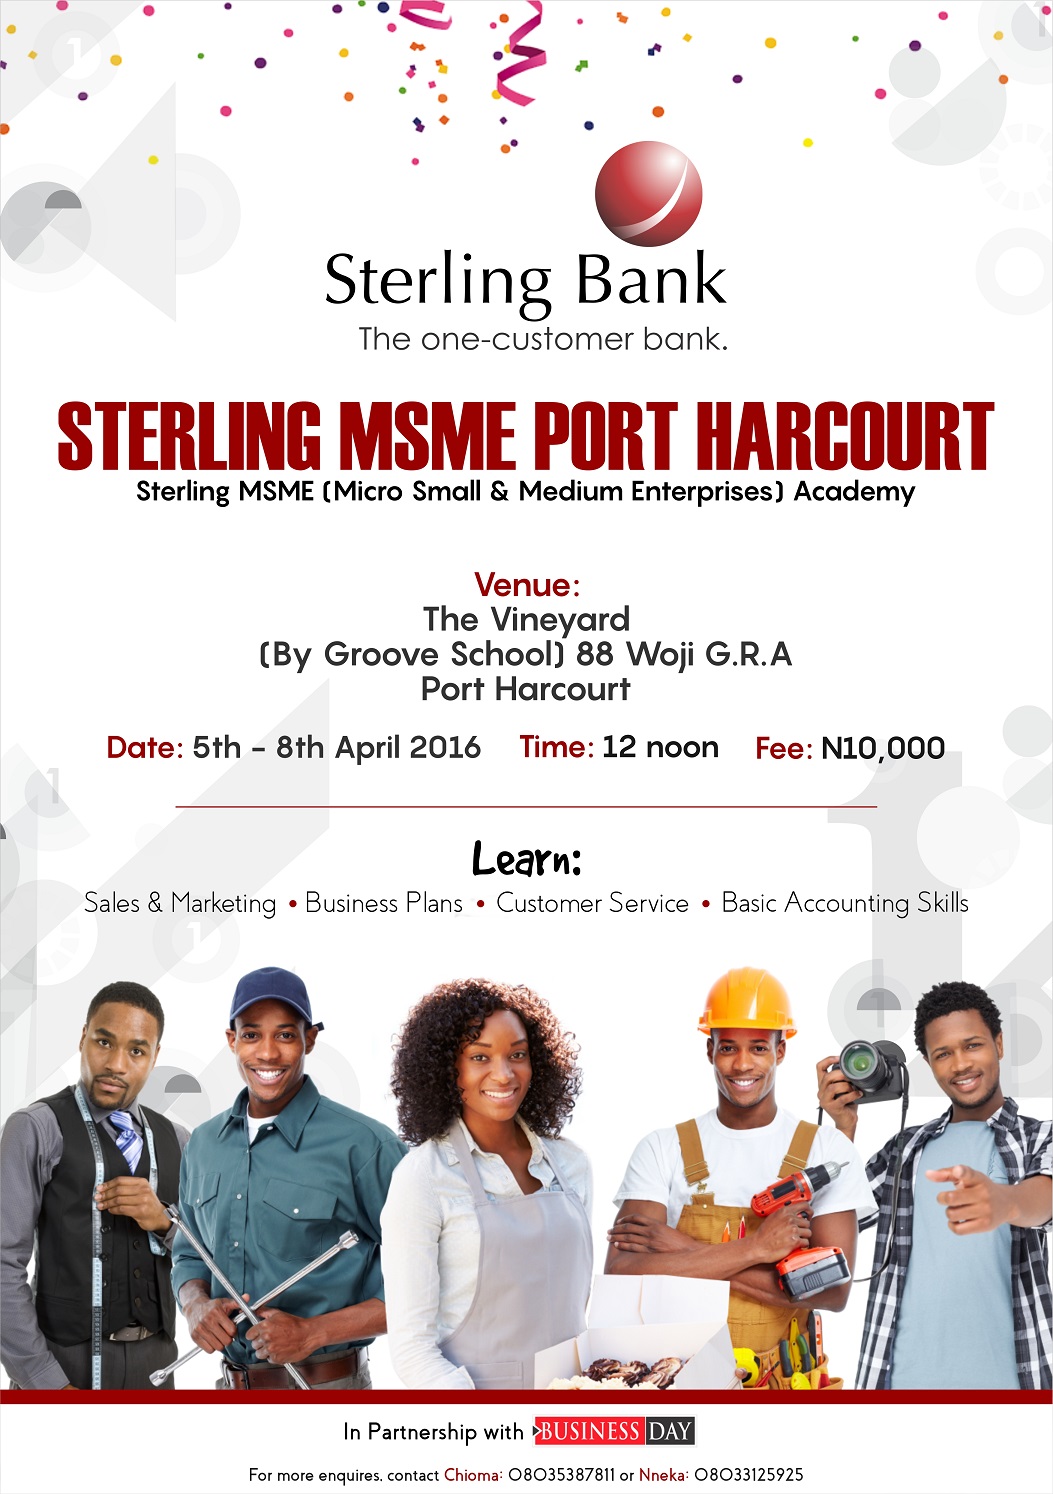 Sterling Bank
The one-customer bank.
STERLING MSME PORT HARCOURT
Sterling MSME (Micro Small & Medium Enterprises) Academy
Venue:
The Vineyard
(By Groove School) 88 Woji G.R.A
Port Harcourt
Date: 5th - 8th April 2016 Time: 12 noon Fee: N10,000
Learn:
Sales & Marketing • Business Plans • Customer Service • Basic Accounting Skills
In Partnership with BUSINESS DAY
For more enquires. contact Chioma: 08035387811 or Nneka: 08033125925